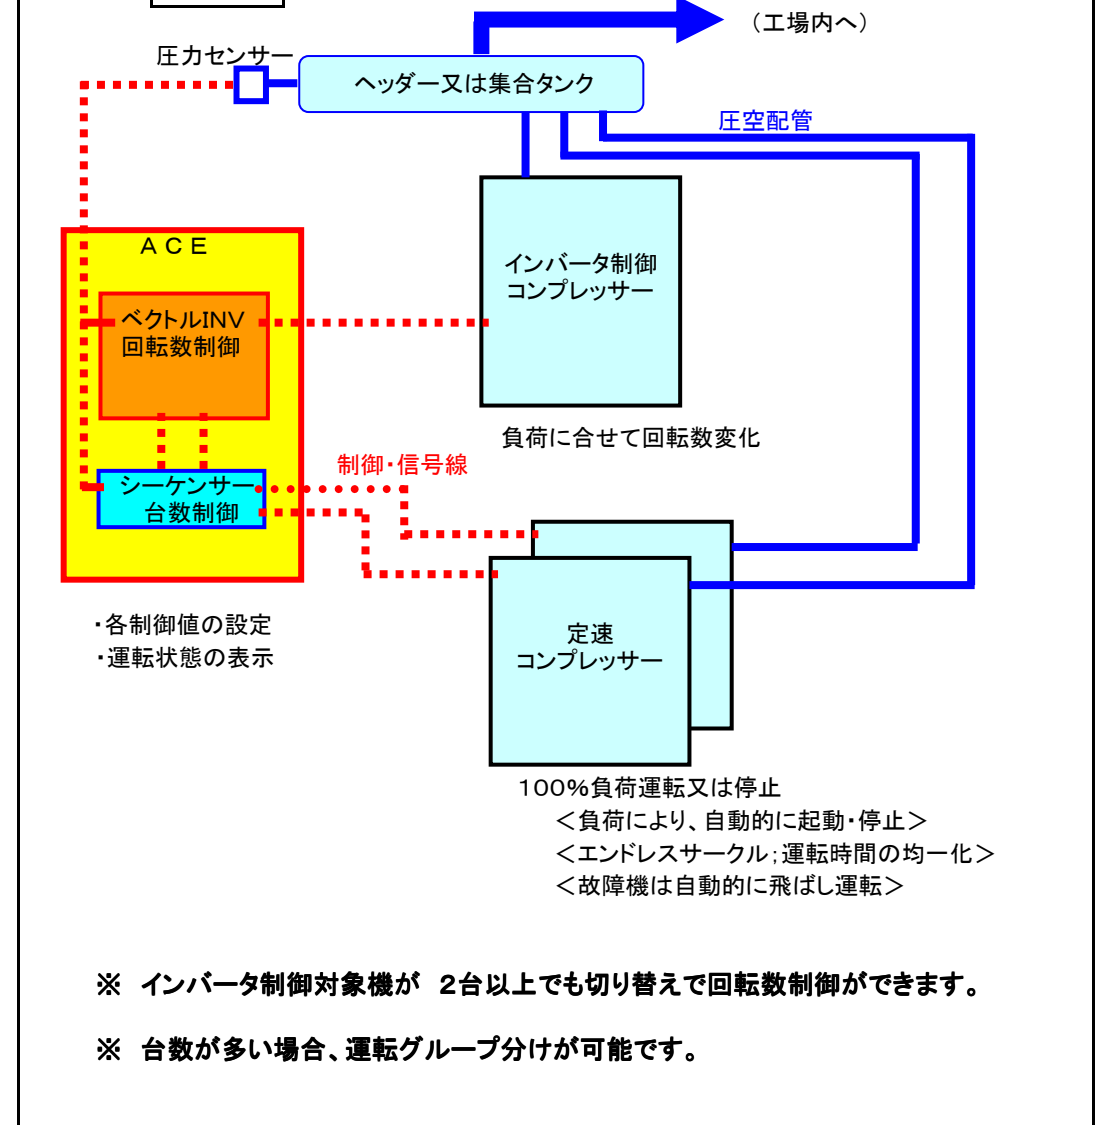 （工場内へ）
圧力センサー
ヘッダー又は集合タンク
圧空配管
ＡＣＥ
インバータ制御
コンプレッサー
ベクトルINV
回転数制御
負荷に合せて回転数変化
制御・信号線
シーケンサー
台数制御
・各制御値の設定
・運転状態の表示
定速
コンプレッサー
１００％負荷運転又は停止
＜負荷により、自動的に起動・停止＞
＜エンドレスサークル；運転時間の均一化＞
＜故障機は自動的に飛ばし運転＞
※　インバータ制御対象機が　２台以上でも切り替えで回転数制御ができます。
※　台数が多い場合、運転グループ分けが可能です。